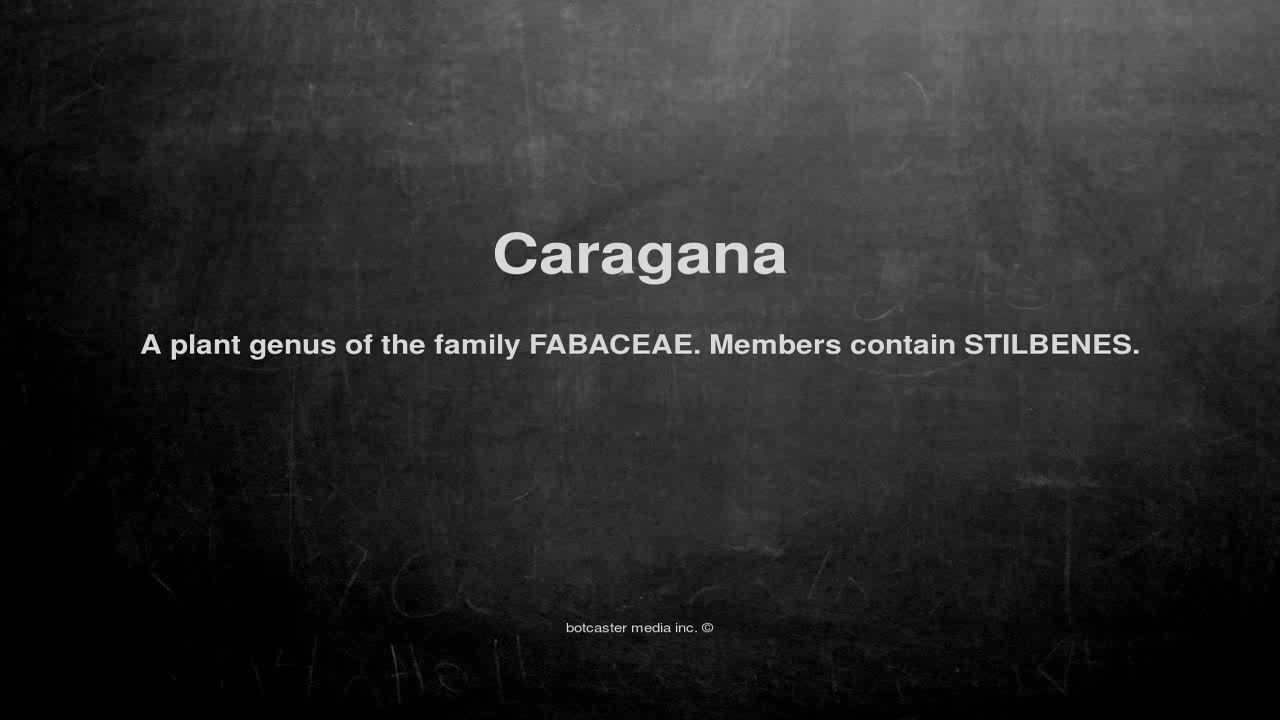 Caragana
A plant genus of the family FABACEAE. Members contain STILBENES.
botcaster media inc. ©